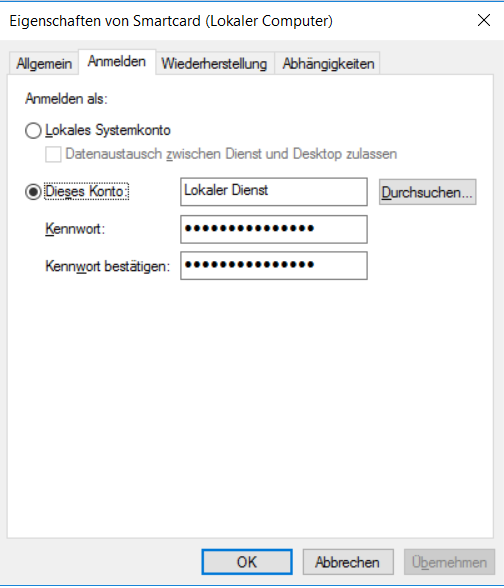 Eigenschaften von Smartcard (Lokaler Computer)
Allgemein Anmelden Wiederherstellung Abhängigkeiten
Anmelden als:
Lokales Systemkonto
Datenaustausch zwischen Dienst und Desktop zulassen
Dieses Konto: Lokaler Dienst Durchsuchen...
Kennwort: •••••••••••••••
Kennwort bestätigen: •••••••••••••••
OK Abbrechen Übernehmen